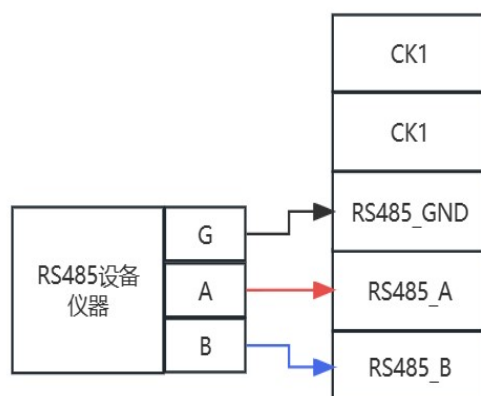 CK1
CK1
RS485_GND
RS485_A
RS485_B
RS485设备
仪器
G
A
B